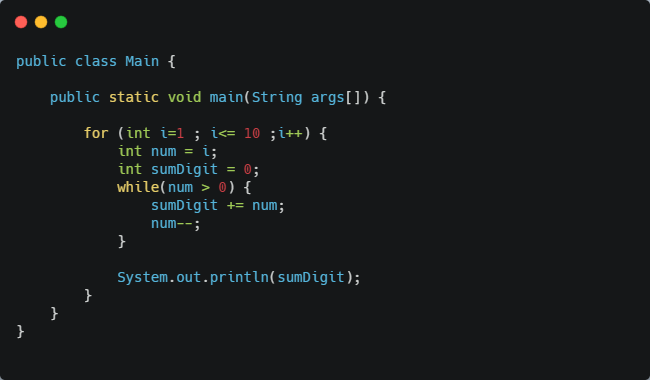 public class Main {
public static void main(String args[]) {
for (int i=1 ; i<= 10 ;i++) {
int num = i;
int sumDigit = 0;
while(num > 0) {
sumDigit += num;
num--;
}
System.out.println(sumDigit);
}
}
}